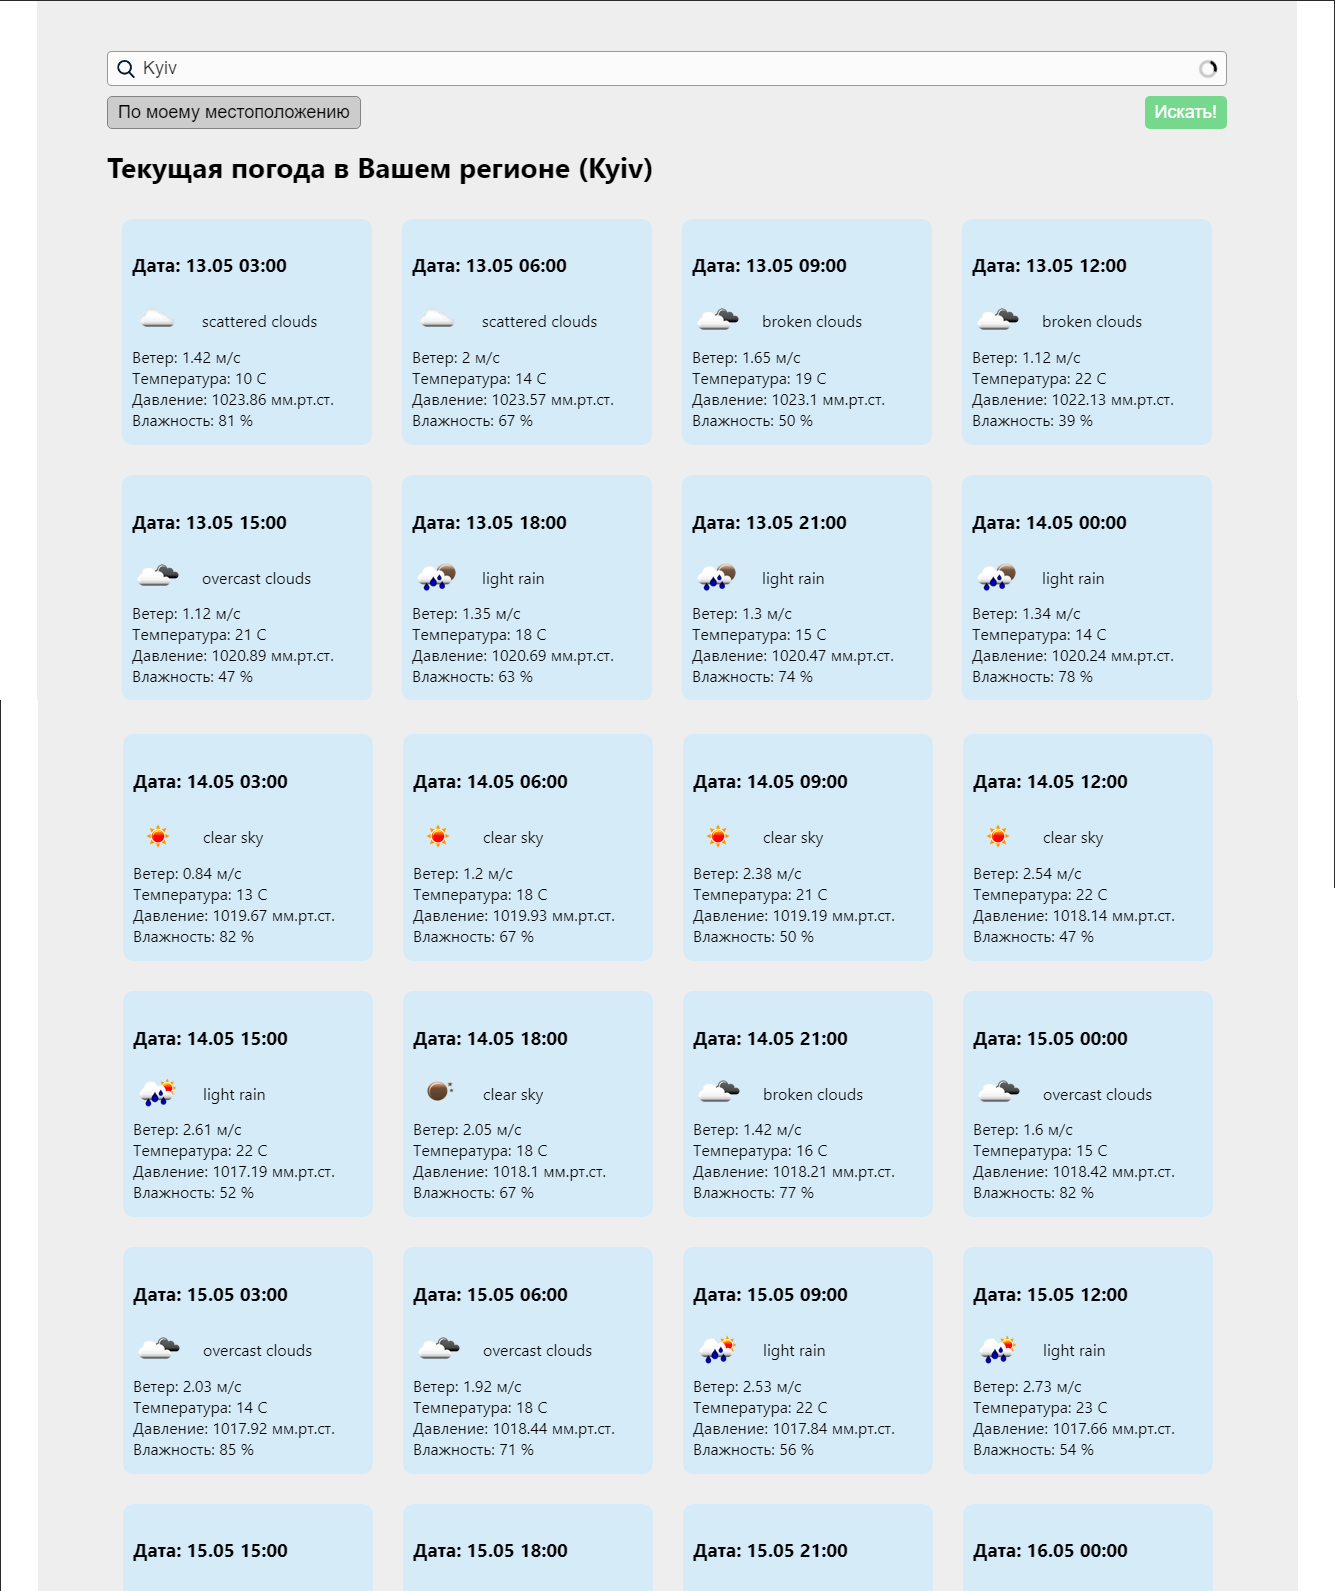 Kyiv
По моему местоположению
Искать!
Текущая погода в Вашем регионе (Kyiv)
Дата: 13.05 03:00
scattered clouds
Ветер: 1.42 м/с
Температура: 10 C
Давление: 1023.86 мм.рт.ст.
Влажность: 81 %
Дата: 13.05 06:00
scattered clouds
Ветер: 2 м/с
Температура: 14 C
Давление: 1023.57 мм.рт.ст.
Влажность: 67 %
Дата: 13.05 09:00
broken clouds
Ветер: 1.65 м/с
Температура: 19 C
Давление: 1023.1 мм.рт.ст.
Влажность: 50 %
Дата: 13.05 12:00
broken clouds
Ветер: 1.12 м/с
Температура: 22 C
Давление: 1022.13 мм.рт.ст.
Влажность: 39 %
Дата: 13.05 15:00
overcast clouds
Ветер: 1.12 м/с
Температура: 21 C
Давление: 1020.89 мм.рт.ст.
Влажность: 47 %
Дата: 13.05 18:00
light rain
Ветер: 1.35 м/с
Температура: 18 C
Давление: 1020.69 мм.рт.ст.
Влажность: 63 %
Дата: 13.05 21:00
light rain
Ветер: 1.3 м/с
Температура: 15 C
Давление: 1020.47 мм.рт.ст.
Влажность: 74 %
Дата: 14.05 00:00
light rain
Ветер: 1.34 м/с
Температура: 14 C
Давление: 1020.24 мм.рт.ст.
Влажность: 78 %
Дата: 14.05 03:00
clear sky
Ветер: 0.84 м/с
Температура: 13 C
Давление: 1019.67 мм.рт.ст.
Влажность: 82 %
Дата: 14.05 06:00
clear sky
Ветер: 1.2 м/с
Температура: 18 C
Давление: 1019.93 мм.рт.ст.
Влажность: 67 %
Дата: 14.05 09:00
clear sky
Ветер: 2.38 м/с
Температура: 21 C
Давление: 1019.19 мм.рт.ст.
Влажность: 50 %
Дата: 14.05 12:00
clear sky
Ветер: 2.54 м/с
Температура: 22 C
Давление: 1018.14 мм.рт.ст.
Влажность: 47 %
Дата: 14.05 15:00
light rain
Ветер: 2.61 м/с
Температура: 22 C
Давление: 1017.19 мм.рт.ст.
Влажность: 52 %
Дата: 14.05 18:00
clear sky
Ветер: 2.05 м/с
Температура: 18 C
Давление: 1018.1 мм.рт.ст.
Влажность: 67 %
Дата: 14.05 21:00
broken clouds
Ветер: 1.42 м/с
Температура: 16 C
Давление: 1018.21 мм.рт.ст.
Влажность: 77 %
Дата: 15.05 00:00
overcast clouds
Ветер: 1.6 м/с
Температура: 15 C
Давление: 1018.42 мм.рт.ст.
Влажность: 82 %
Дата: 15.05 03:00
overcast clouds
Ветер: 2.03 м/с
Температура: 14 C
Давление: 1017.92 мм.рт.ст.
Влажность: 85 %
Дата: 15.05 06:00
overcast clouds
Ветер: 1.92 м/с
Температура: 18 C
Давление: 1018.44 мм.рт.ст.
Влажность: 71 %
Дата: 15.05 09:00
light rain
Ветер: 2.53 м/с
Температура: 22 C
Давление: 1017.84 мм.рт.ст.
Влажность: 56 %
Дата: 15.05 12:00
light rain
Ветер: 2.73 м/с
Температура: 23 C
Давление: 1017.66 мм.рт.ст.
Влажность: 54 %
Дата: 15.05 15:00
Дата: 15.05 18:00
Дата: 15.05 21:00
Дата: 16.05 00:00